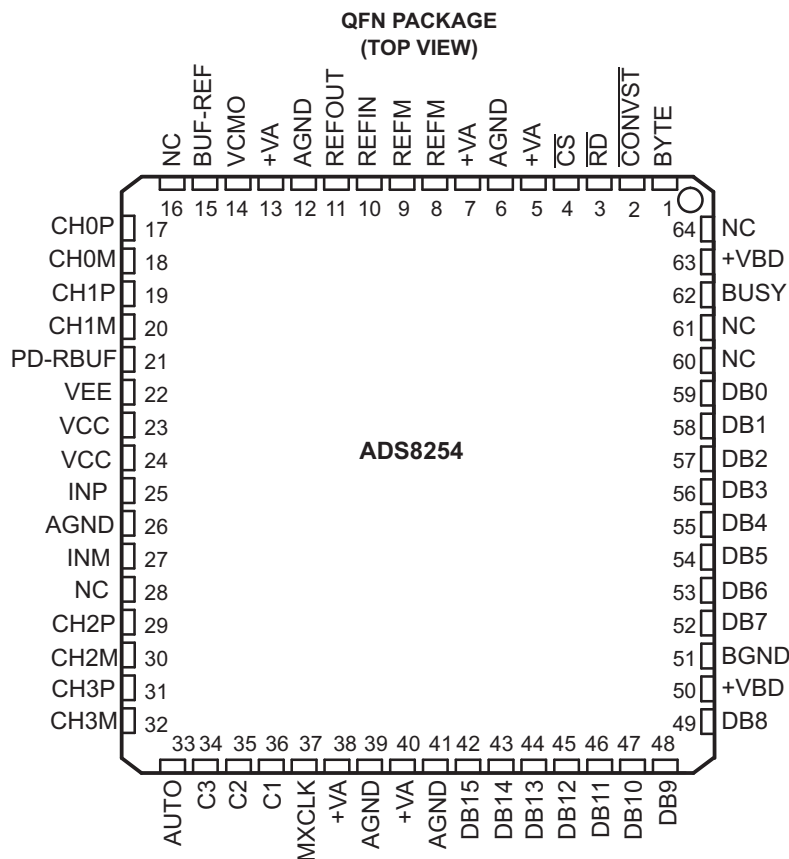 QFN PACKAGE
(TOP VIEW)
NC BUF-REF VCMO +VA AGND REFOUT REFIN REFM REFM +VA AGND +VA CS RD CONVST BYTE
16 15 14 13 12 11 10 9 8 7 6 5 4 3 2 1
CH0P 17 64 NC
CH0M 18 63 +VBD
CH1P 19 62 BUSY
CH1M 20 61 NC
PD-RBUF 21 60 NC
VEE 22 59 DB0
VCC 23 58 DB1
VCC 24 ADS8254 57 DB2
INP 25 56 DB3
AGND 26 55 DB4
INM 27 54 DB5
NC 28 53 DB6
CH2P 29 52 DB7
CH2M 30 51 BGND
CH3P 31 50 +VBD
CH3M 32 49 DB8
33 34 35 36 37 38 39 40 41 42 43 44 45 46 47 48
AUTO C3 C2 C1 MXCLK +VA AGND +VA AGND DB15 DB14 DB13 DB12 DB11 DB10 DB9